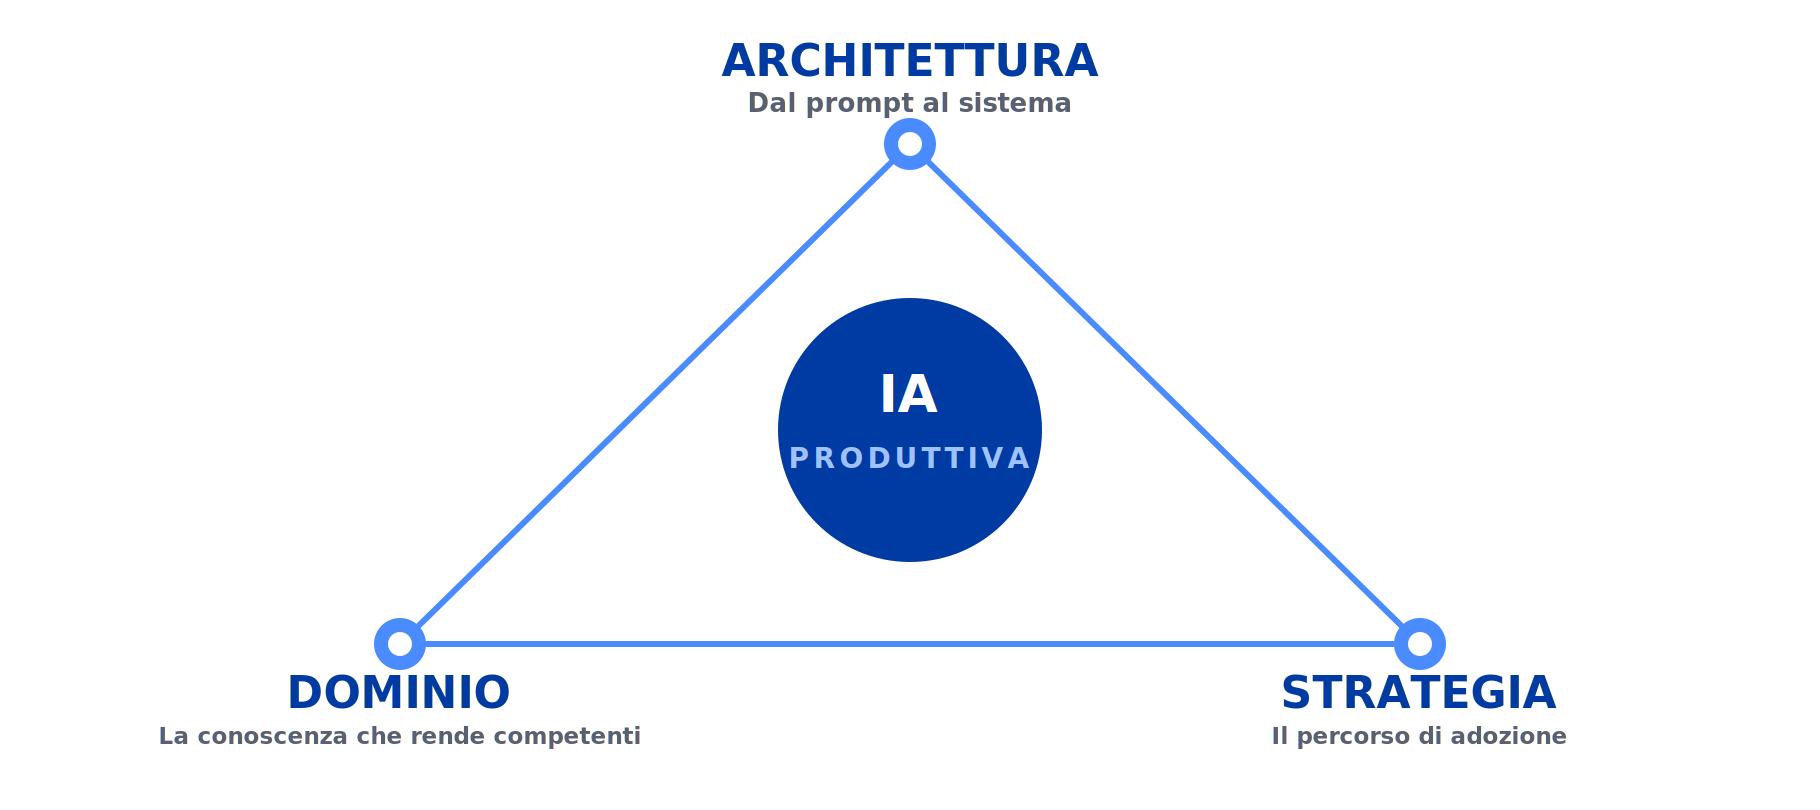 ARCHITETTURA
Dal prompt al sistema
IA
PRODUTTIVA
DOMINIO
La conoscenza che rende competenti
STRATEGIA
Il percorso di adozione